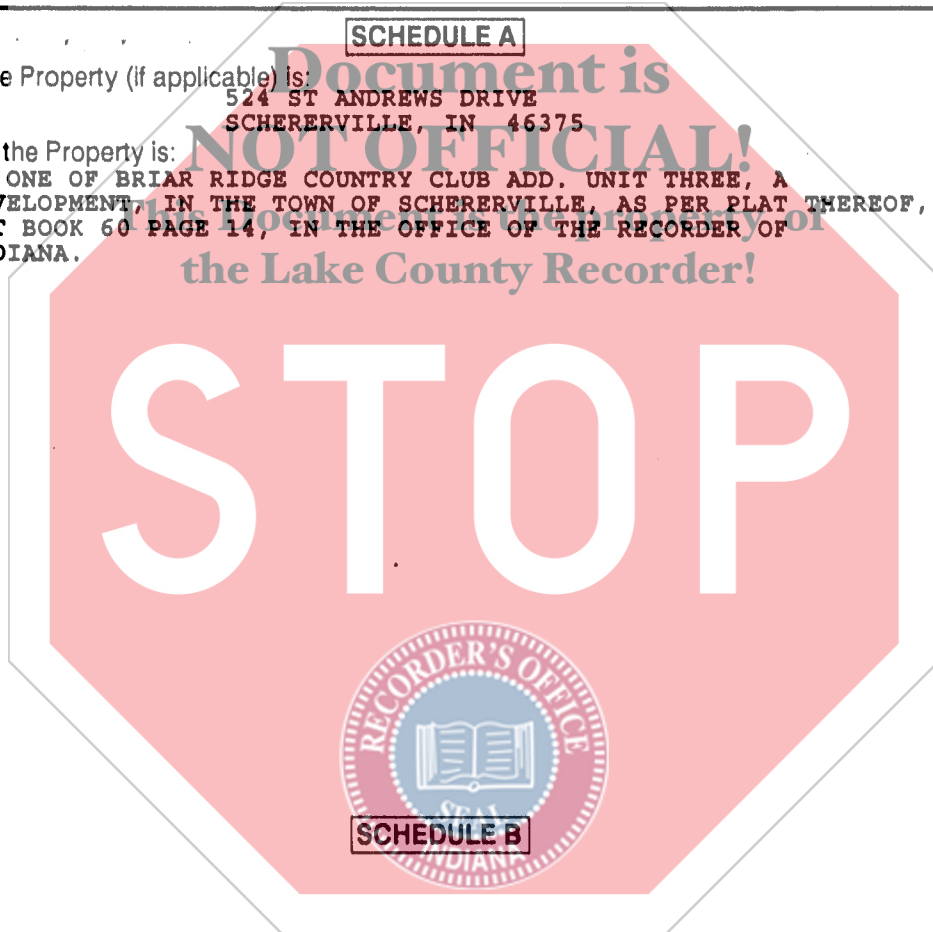 SCHEDULE A
Document is
e Property (if applicable) is:
524 ST ANDREWS DRIVE
SCHERERVILLE, IN 46375
NOT OFFICIAL!
the Property is:
ONE OF BRIAR RIDGE COUNTRY CLUB ADD. UNIT THREE, A
VELOPMENT, IN THE TOWN OF SCHERERVILLE, AS PER PLAT THEREOF,
This Document is the property of
BOOK 60 PAGE 14, IN THE OFFICE OF THE RECORDER OF
DIANA.
the Lake County Recorder!
STOP
RECORDER'S OFFICE
SEAL
SCHEDULE B
INDIANA